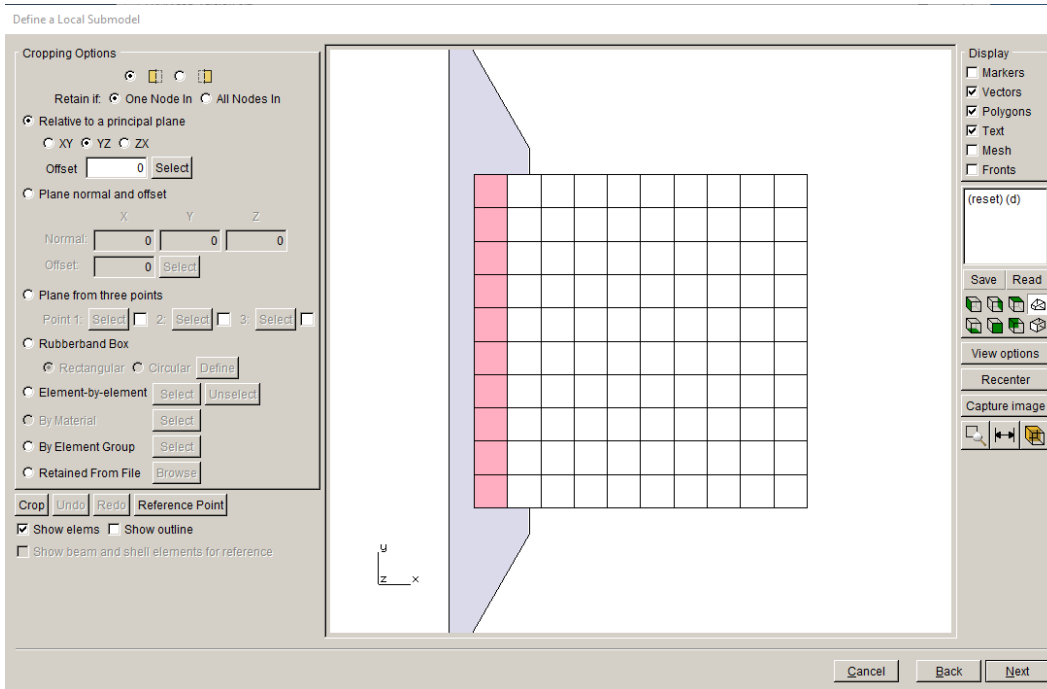 Define a Local Submodel
Cropping Options
Retain if: One Node In All Nodes In
Relative to a principal plane
XY YZ ZX
Offset 0 Select
Plane normal and offset
X Y Z
Normal: 0 0 0
Offset: 0 Select
Plane from three points
Point 1: Select 2: Select 3: Select
Rubberband Box
Rectangular Circular Define
Element-by-element Select Unselect
By Material Select
By Element Group Select
Retained From File Browse
Crop Undo Redo Reference Point
Show elems Show outline
Show beam and shell elements for reference
y
z x
Display
Markers
Vectors
Polygons
Text
Mesh
Fronts
(reset) (d)
Save Read
View options
Recenter
Capture image
Cancel Back Next